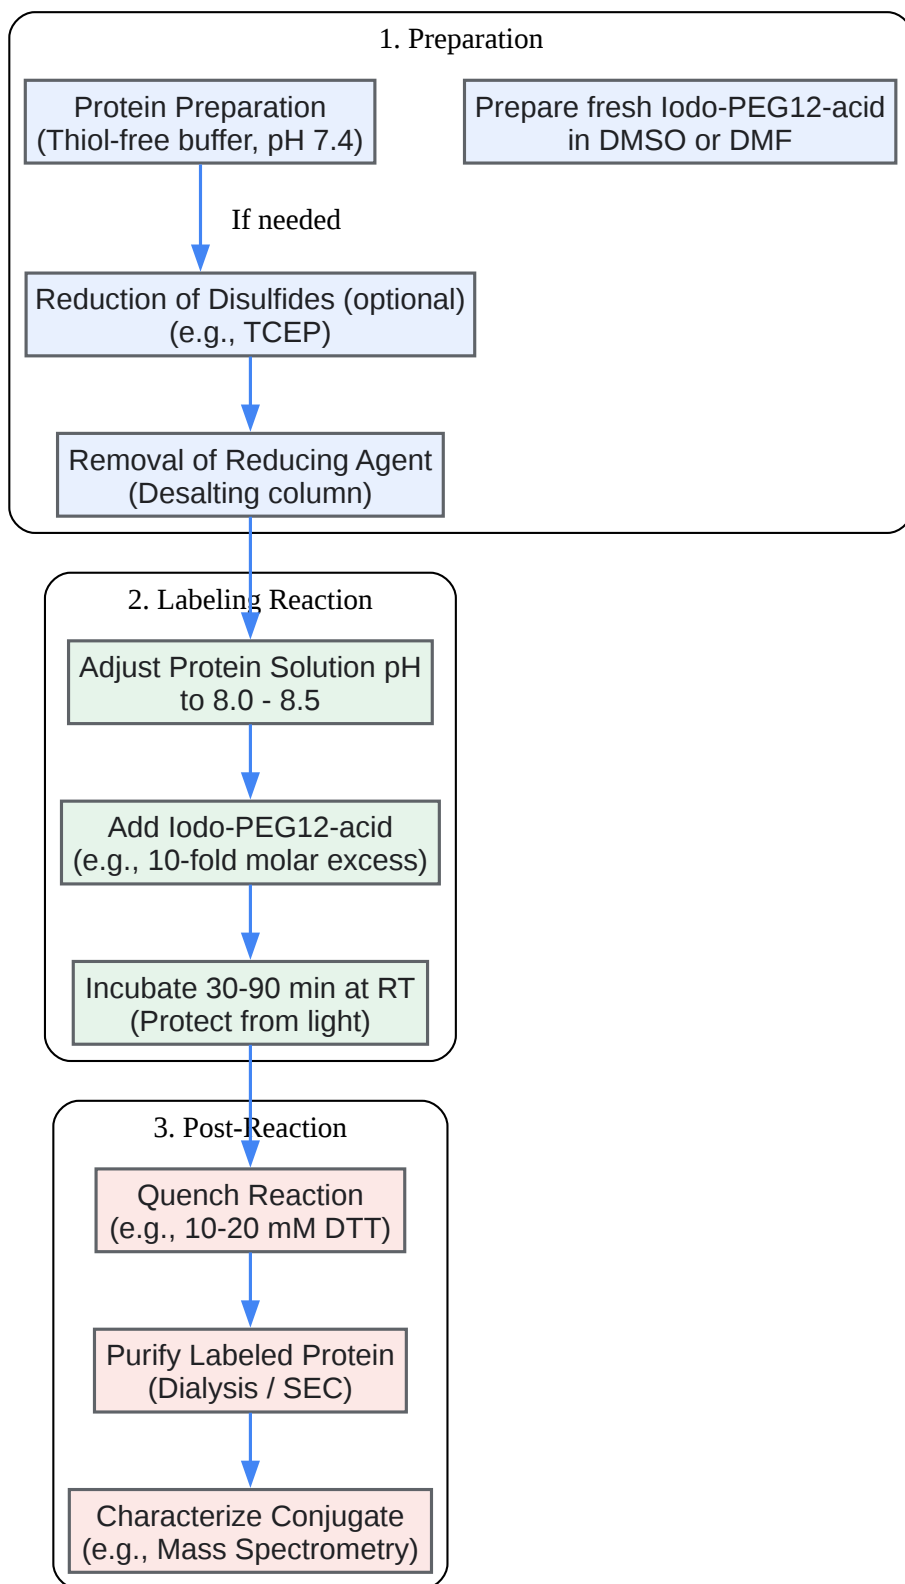 1. Preparation
Protein Preparation
(Thiol-free buffer, pH 7.4)
Prepare fresh Iodo-PEG12-acid
in DMSO or DMF
If needed
Reduction of Disulfides (optional)
(e.g., TCEP)
Removal of Reducing Agent
(Desalting column)
2. Labeling Reaction
Adjust Protein Solution pH
to 8.0 - 8.5
Add Iodo-PEG12-acid
(e.g., 10-fold molar excess)
Incubate 30-90 min at RT
(Protect from light)
3. Post-Reaction
Quench Reaction
(e.g., 10-20 mM DTT)
Purify Labeled Protein
(Dialysis / SEC)
Characterize Conjugate
(e.g., Mass Spectrometry)